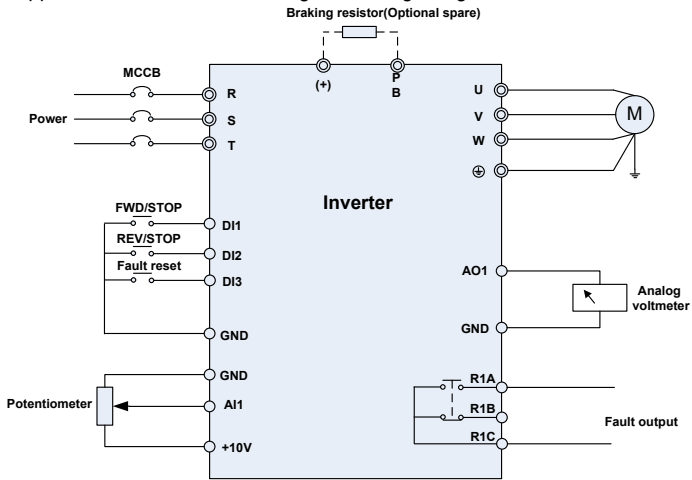 Braking resistor(Optional spare)
MCCB
Power
R
S
T
(+)
P
B
U
V
W
M
Inverter
FWD/STOP
DI1
REV/STOP
DI2
Fault reset
DI3
GND
GND
Potentiometer
AI1
+10V
AO1
Analog
voltmeter
GND
R1A
R1B
R1C
Fault output